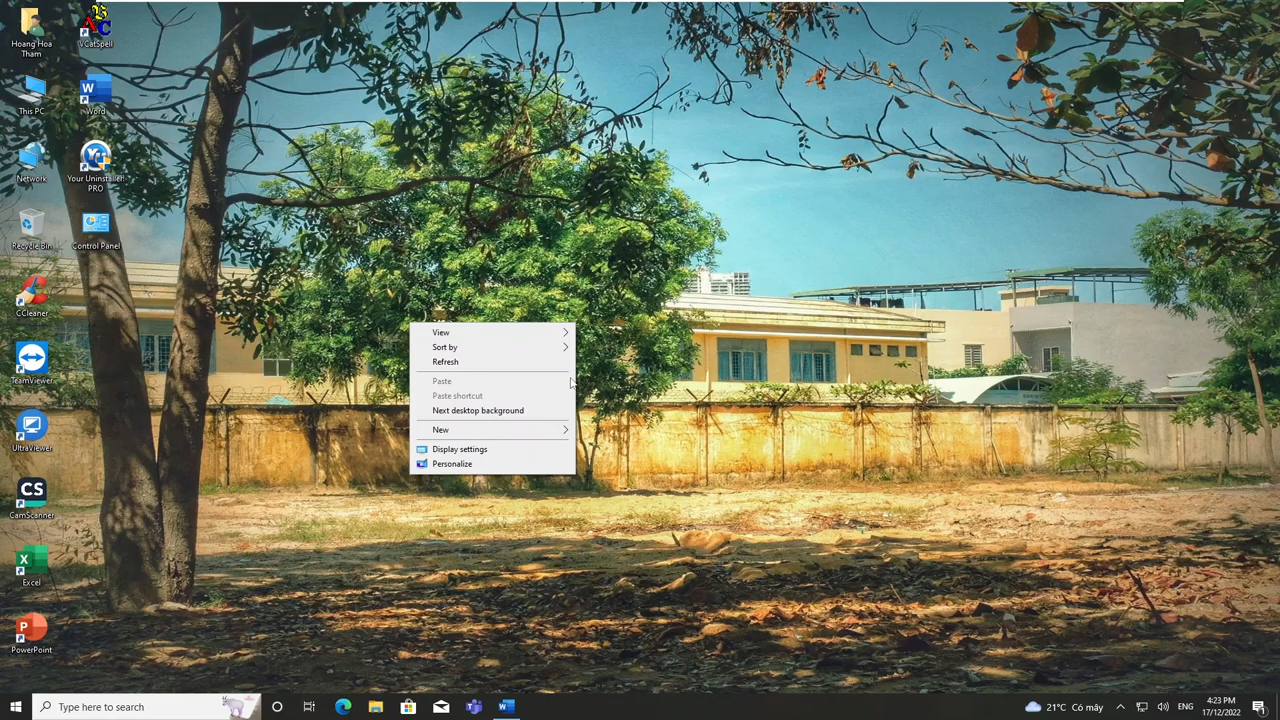 Hoang Hoa
Tham
VCatSpell
This PC
Word
Network
Your Uninstaller!
PRO
Recycle Bin
Control Panel
CCleaner
TeamViewer
UltraViewer
CS
CamScanner
Excel
PowerPoint
View
Sort by
Refresh
Paste
Paste shortcut
Next desktop background
New
Display settings
Personalize
Type here to search
21°C Có mây
ENG
4:23 PM
17/12/2022